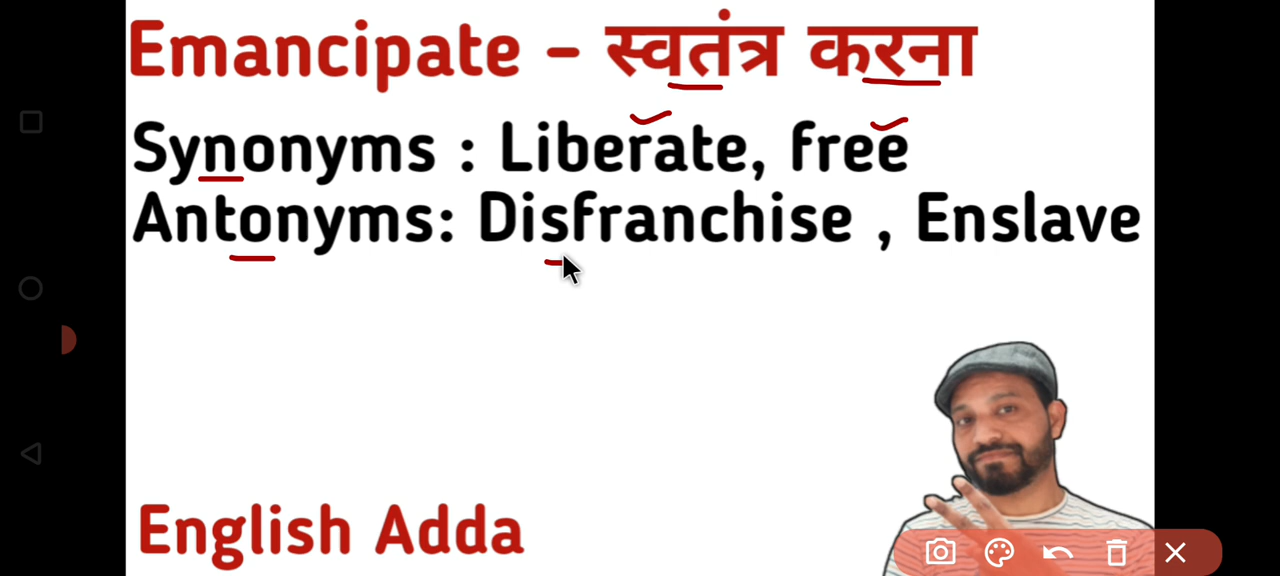 Emancipate - स्वतंत्र करना
Synonyms : Liberate, free
Antonyms: Disfranchise , Enslave
English Adda